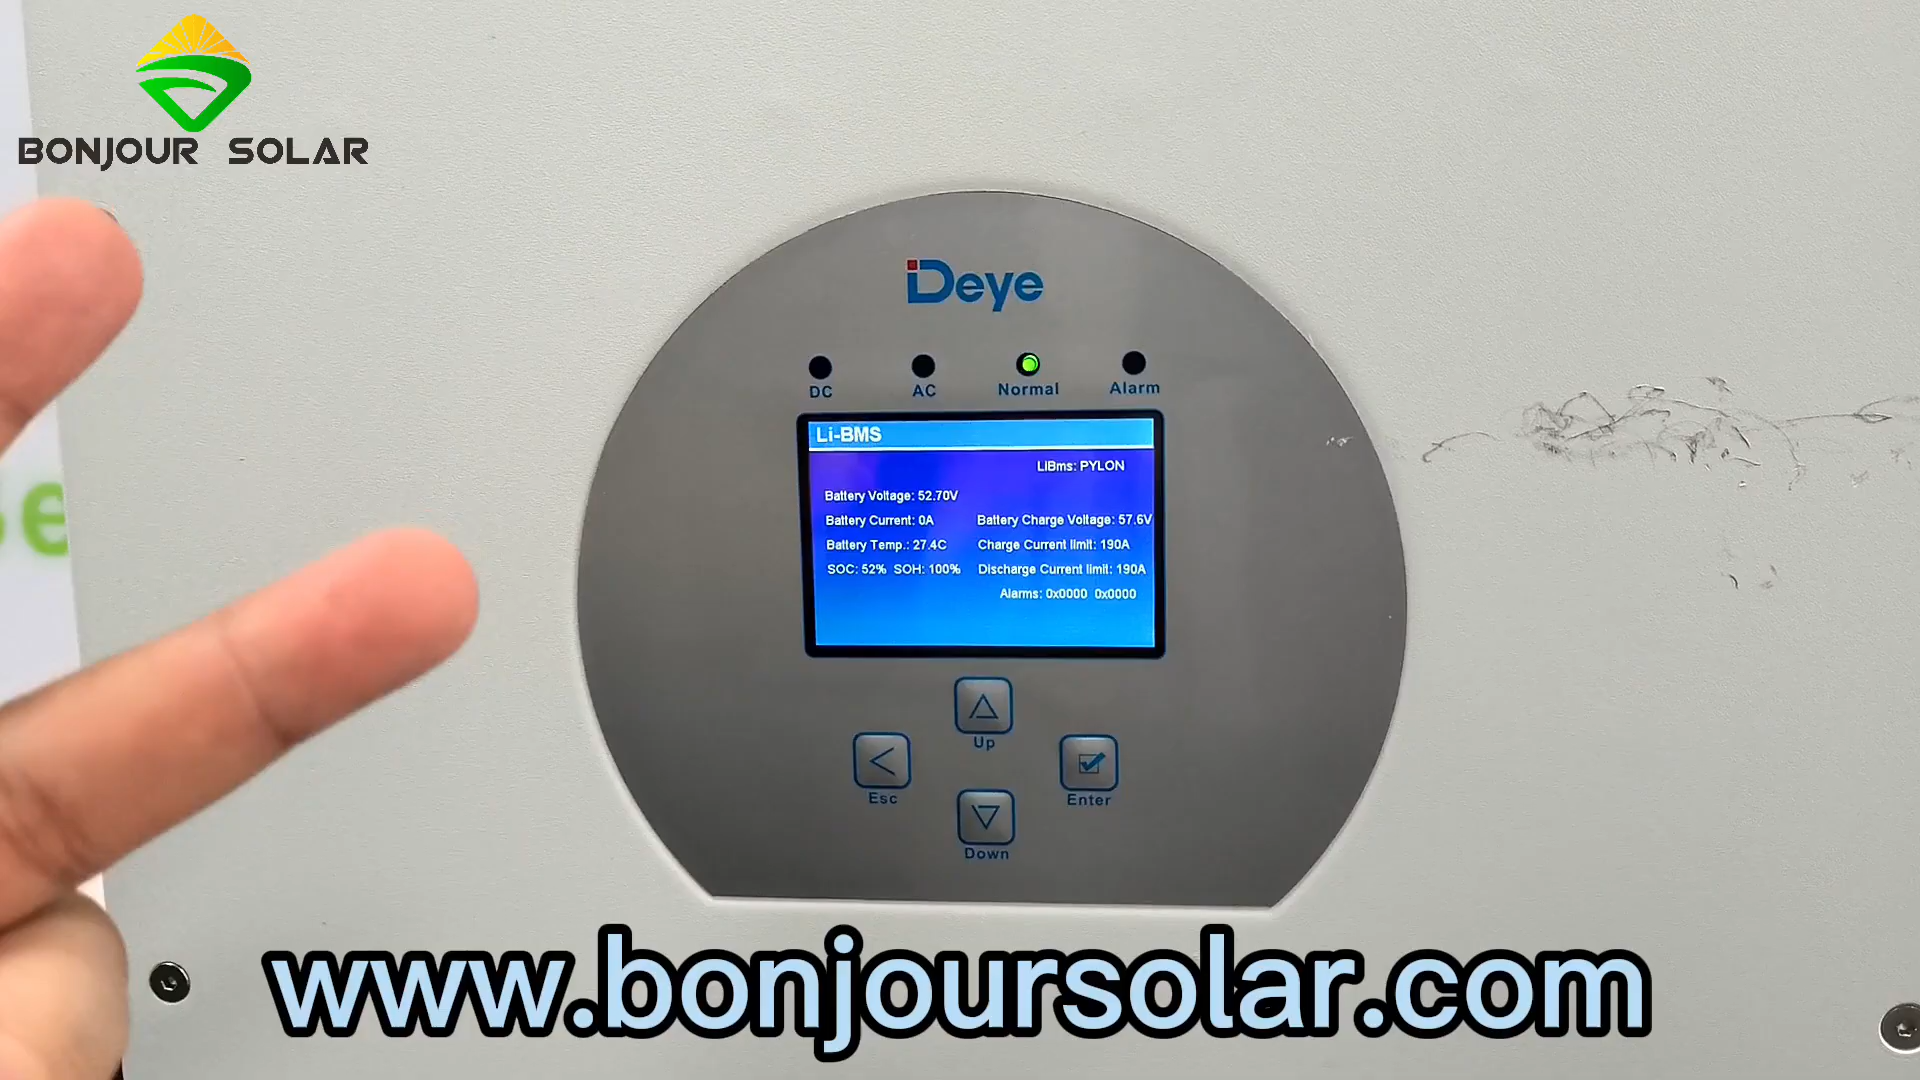 BONJOUR SOLAR
Deye
DC AC Normal Alarm
Li-BMS
LiBms: PYLON
Battery Voltage: 52.70V
Battery Current: 0A Battery Charge Voltage: 57.6V
Battery Temp.: 27.4C Charge Current limit: 190A
SOC: 52% SOH: 100% Discharge Current limit: 190A
Alarms: 0x0000 0x0000
Up
Esc
Enter
Down
www.bonjoursolar.com